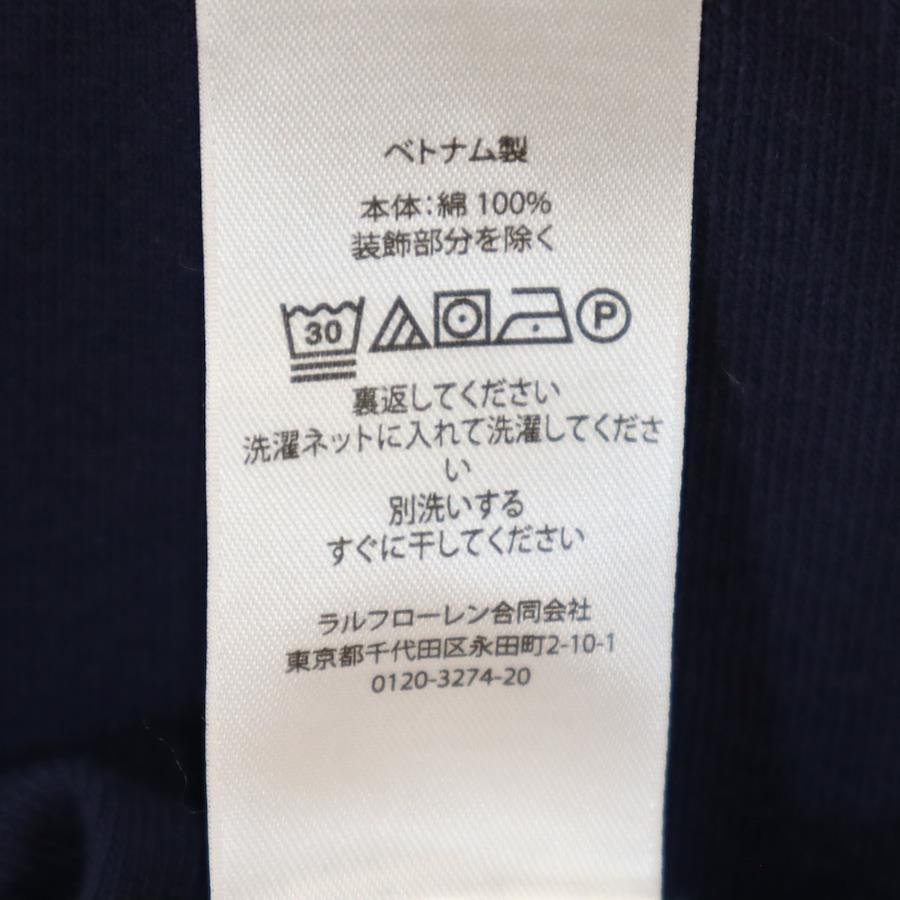 ベトナム製
本体：綿 100%
装飾部分を除く
30 P
裏返してください
洗濯ネットに入れて洗濯してくださ
い
別洗いする
すぐに干してください
ラルフローレン合同会社
東京都千代田区永田町2-10-1
0120-3274-20